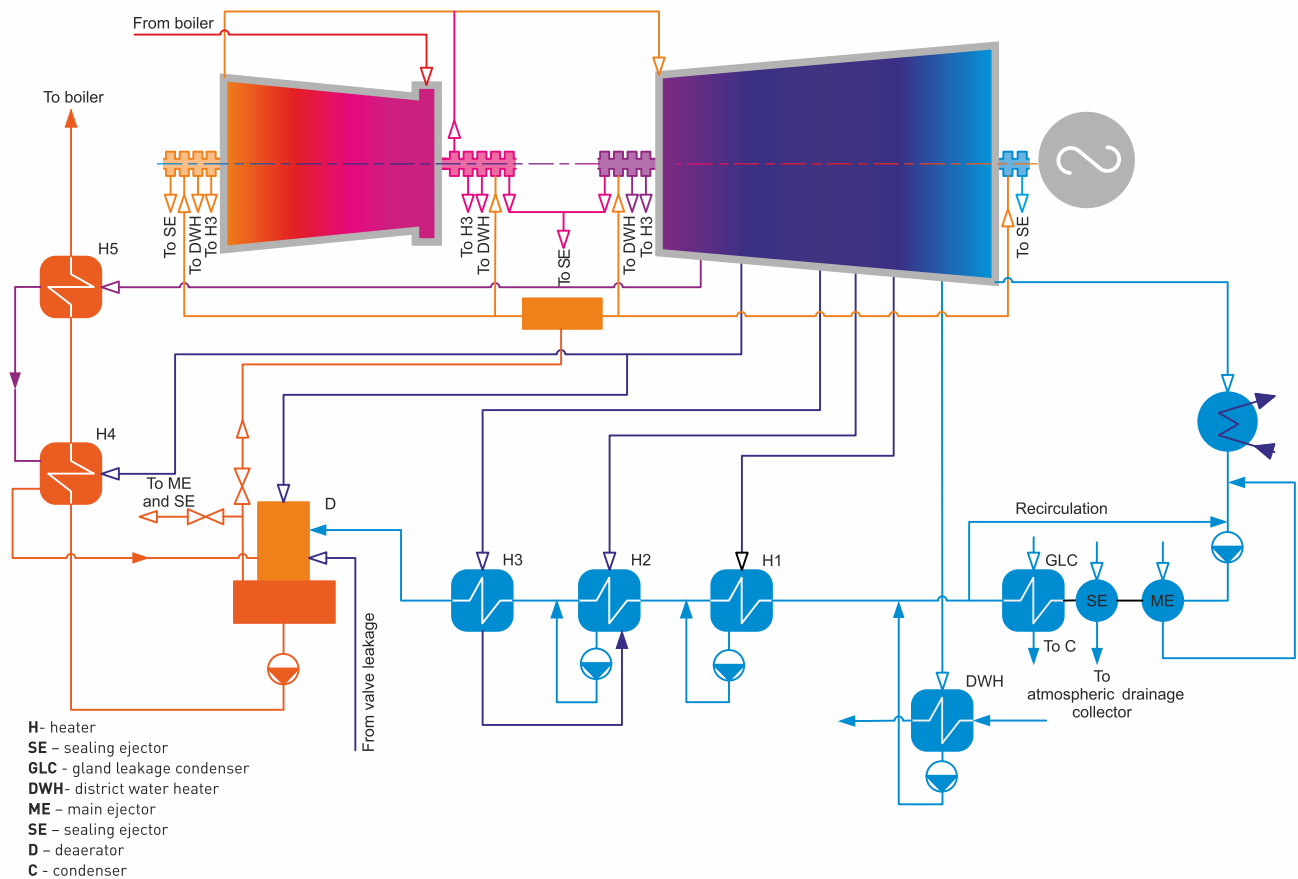 From boiler
To boiler
To SE
To DWH
To H3
To H3
To DWH
To SE
To DWH
To H3
To SE
H5
H4
To ME
and SE
D
H3
H2
H1
Recirculation
GLC
SE
ME
To C
To
atmospheric drainage
collector
DWH
From valve leakage
H- heater
SE – sealing ejector
GLC - gland leakage condenser
DWH- district water heater
ME – main ejector
SE – sealing ejector
D – deaerator
C - condenser